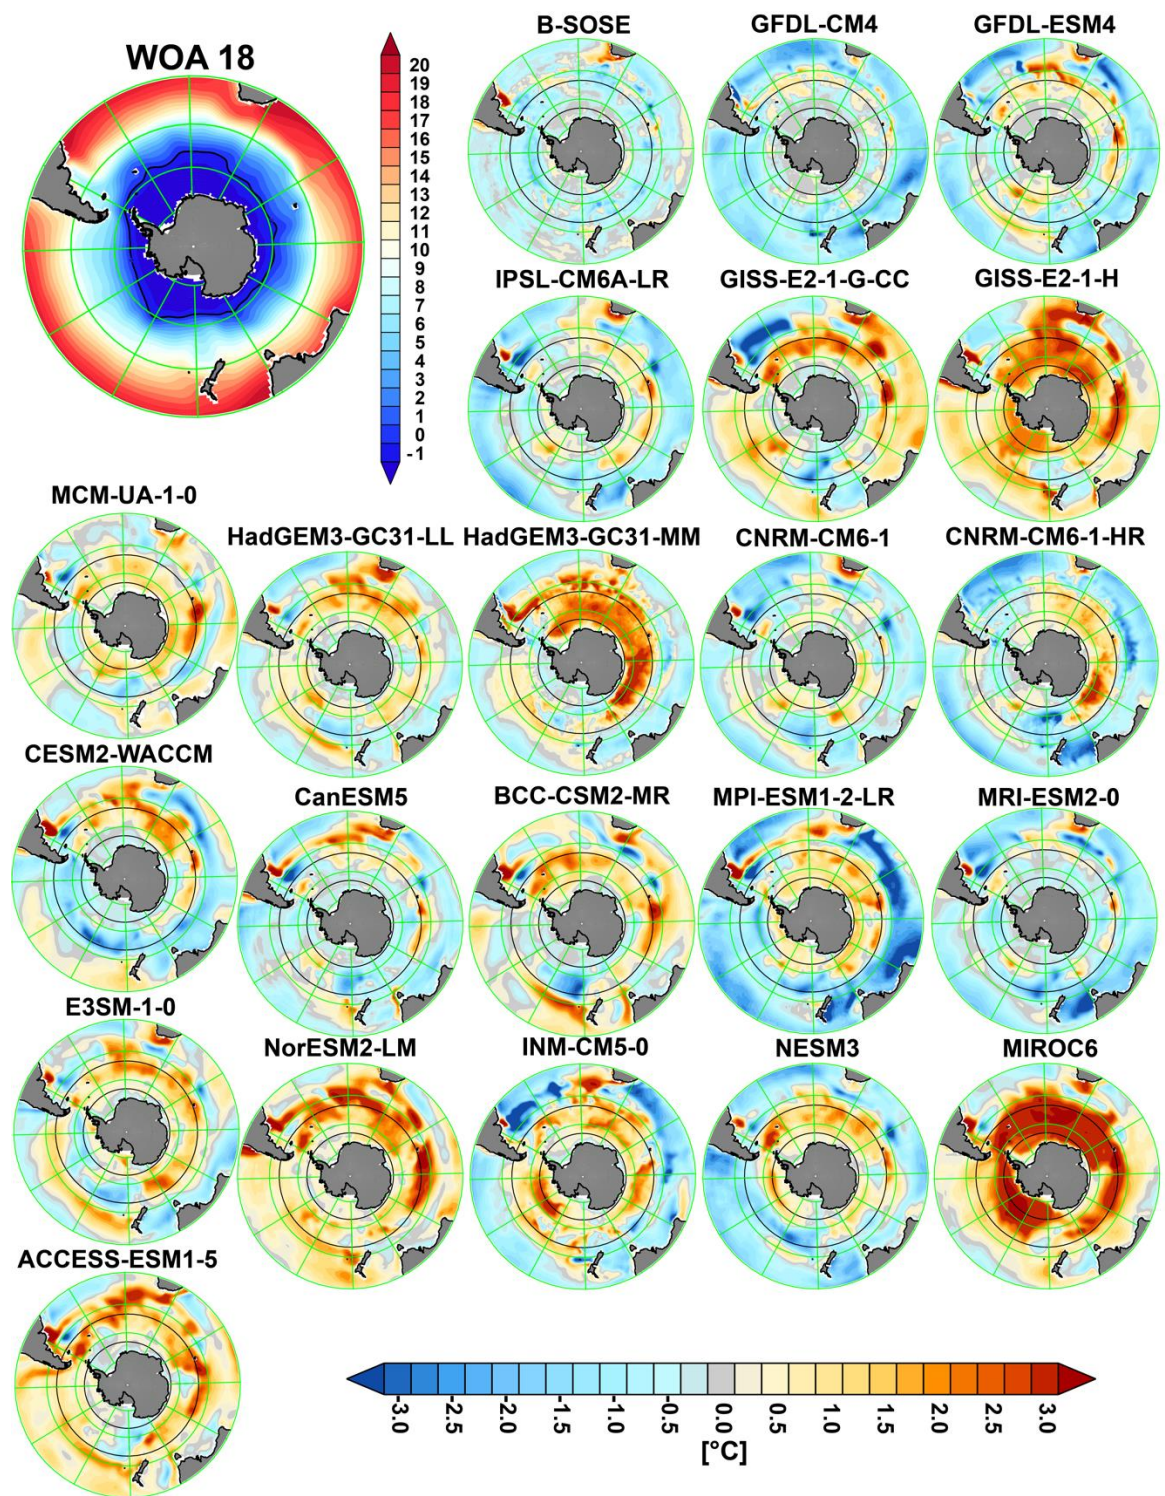 B-SOSE GFDL-CM4 GFDL-ESM4
WOA 18
20
19
18
17
16
15
14
13
12
11
10
9
8
7
6
5
4
3
2
1
0
-1
IPSL-CM6A-LR GISS-E2-1-G-CC GISS-E2-1-H
MCM-UA-1-0
HadGEM3-GC31-LL HadGEM3-GC31-MM CNRM-CM6-1 CNRM-CM6-1-HR
CESM2-WACCM
CanESM5 BCC-CSM2-MR MPI-ESM1-2-LR MRI-ESM2-0
E3SM-1-0
NorESM2-LM INM-CM5-0 NESM3 MIROC6
ACCESS-ESM1-5
-3.0 -2.5 -2.0 -1.5 -1.0 -0.5 0.0 0.5 1.0 1.5 2.0 2.5 3.0
[°C]